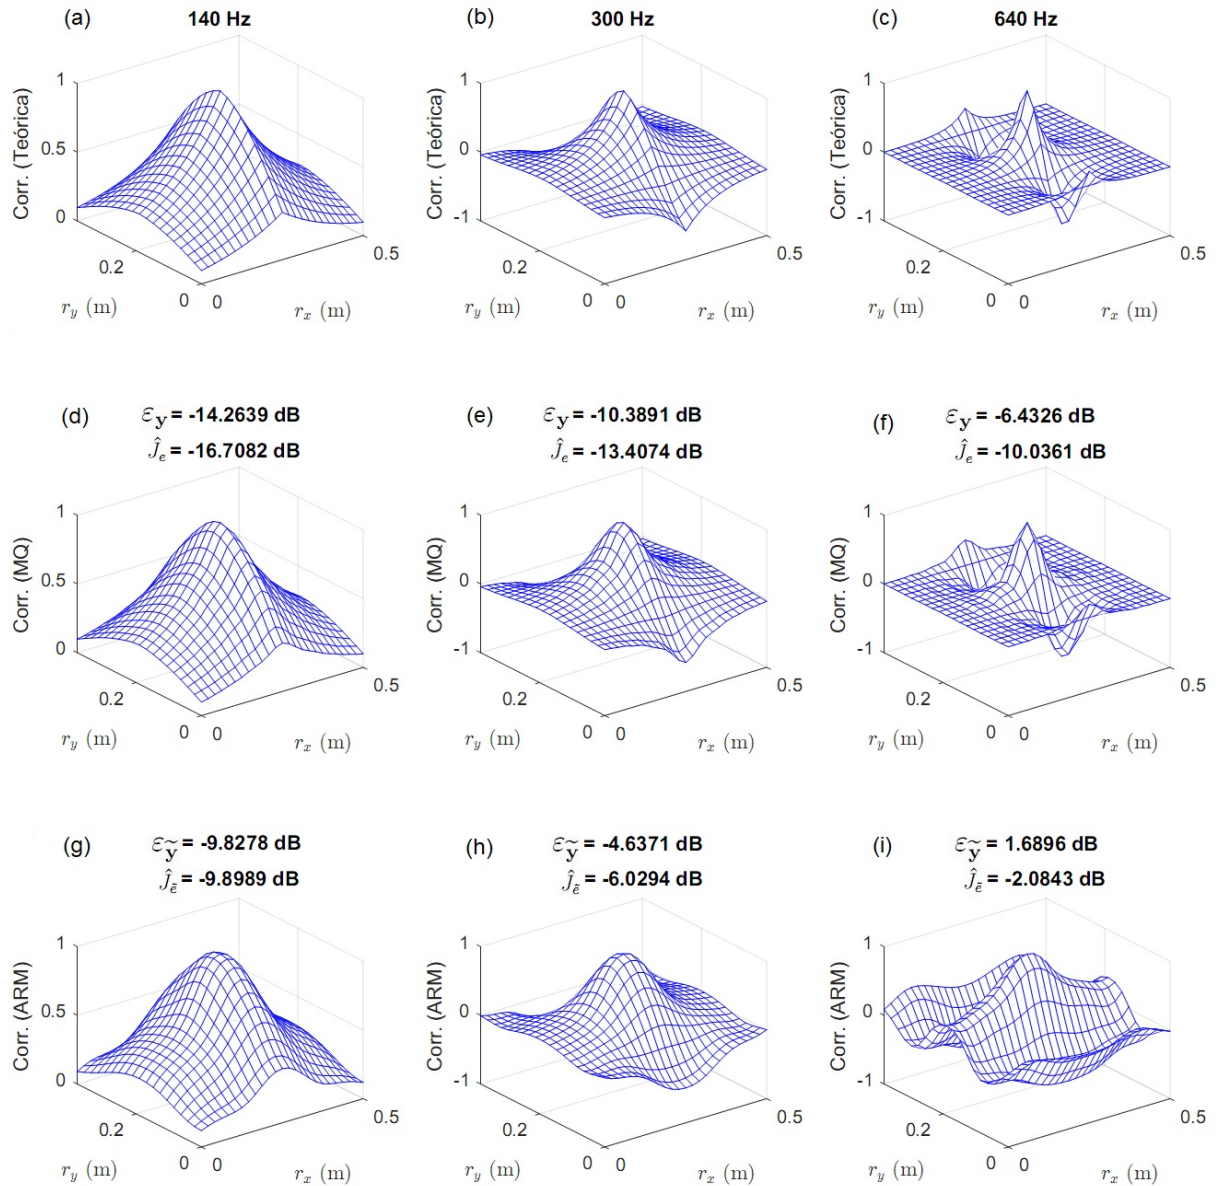 (a) 140 Hz
(b) 300 Hz
(c) 640 Hz
Corr. (Teórica)
1
0.5
0
0.2
0
0
0.5
r_y (m)
r_x (m)
Corr. (Teórica)
1
0
-1
0.2
0
0
0.5
r_y (m)
r_x (m)
Corr. (Teórica)
1
0
-1
0.2
0
0
0.5
r_y (m)
r_x (m)
(d) ε_y = -14.2639 dB
Ĵ_e = -16.7082 dB
(e) ε_y = -10.3891 dB
Ĵ_e = -13.4074 dB
(f) ε_y = -6.4326 dB
Ĵ_e = -10.0361 dB
Corr. (MQ)
1
0.5
0
0.2
0
0
0.5
r_y (m)
r_x (m)
Corr. (MQ)
1
0
-1
0.2
0
0
0.5
r_y (m)
r_x (m)
Corr. (MQ)
1
0
-1
0.2
0
0
0.5
r_y (m)
r_x (m)
(g) ε_ỹ = -9.8278 dB
Ĵ_ẽ = -9.8989 dB
(h) ε_ỹ = -4.6371 dB
Ĵ_ẽ = -6.0294 dB
(i) ε_ỹ = 1.6896 dB
Ĵ_ẽ = -2.0843 dB
Corr. (ARM)
1
0.5
0
0.2
0
0
0.5
r_y (m)
r_x (m)
Corr. (ARM)
1
0
-1
0.2
0
0
0.5
r_y (m)
r_x (m)
Corr. (ARM)
1
0
-1
0.2
0
0
0.5
r_y (m)
r_x (m)